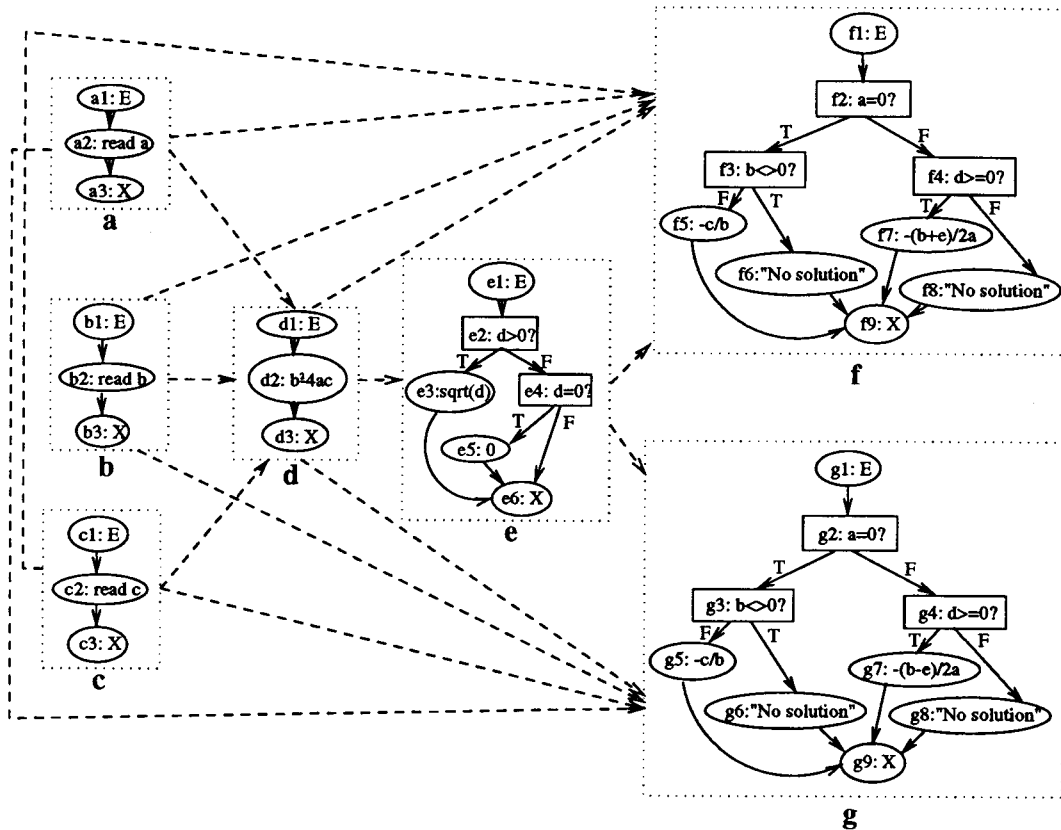 a1: E
a2: read a
a3: X
a
b1: E
b2: read b
b3: X
b
c1: E
c2: read c
c3: X
c
d1: E
d2: b²-4ac
d3: X
d
e1: E
e2: d>0?
T F
e3:sqrt(d)
e4: d=0?
T F
e5: 0
e6: X
e
f1: E
f2: a=0?
T F
f3: b<>0?
f4: d>=0?
F T
T F
f5: -c/b
f7: -(b+e)/2a
f6:"No solution"
f8:"No solution"
f9: X
f
g1: E
g2: a=0?
T F
g3: b<>0?
g4: d>=0?
F T
T F
g5: -c/b
g7: -(b-e)/2a
g6:"No solution"
g8:"No solution"
g9: X
g